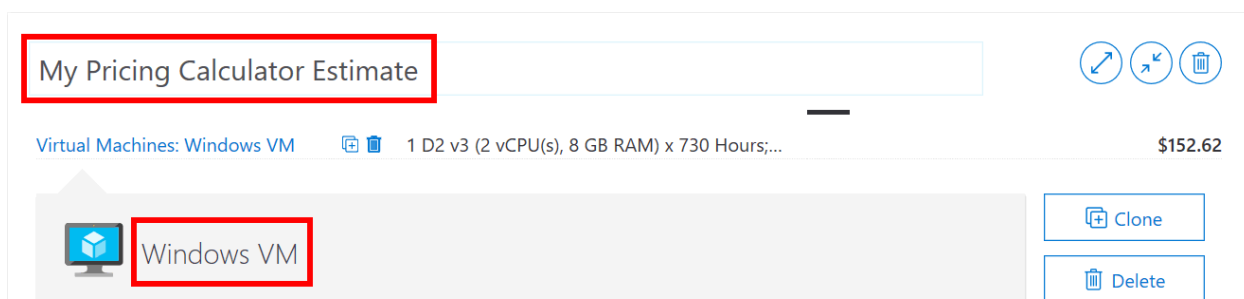 My Pricing Calculator Estimate
Virtual Machines: Windows VM 1 D2 v3 (2 vCPU(s), 8 GB RAM) x 730 Hours;... $152.62
Windows VM
Clone
Delete